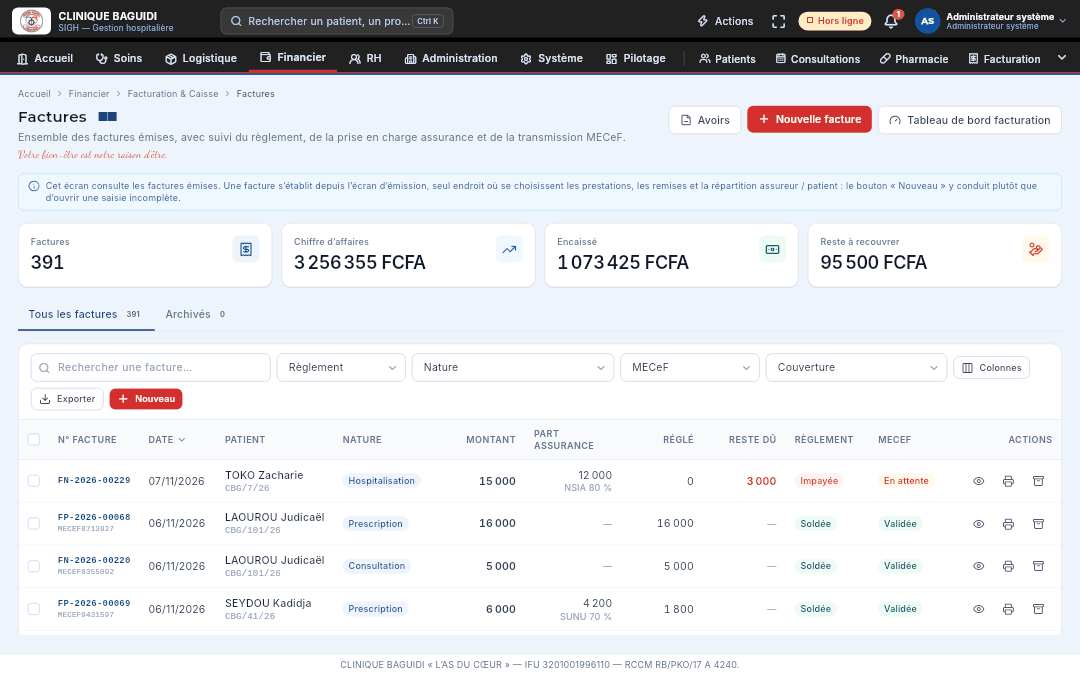 CLINIQUE BAGUIDI
SIGH — Gestion hospitalière
Rechercher un patient, un pro... Ctrl K
Actions
Hors ligne
1
AS
Administrateur système
Administrateur système
Accueil Soins Logistique Financier RH Administration Système Pilotage Patients Consultations Pharmacie Facturation
Accueil > Financier > Facturation & Caisse > Factures
Factures
Ensemble des factures émises, avec suivi du règlement, de la prise en charge assurance et de la transmission MECeF.
Votre bien-être est notre raison d'être.
Avoirs
+ Nouvelle facture
Tableau de bord facturation
Cet écran consulte les factures émises. Une facture s'établit depuis l'écran d'émission, seul endroit où se choisissent les prestations, les remises et la répartition assureur / patient : le bouton « Nouveau » y conduit plutôt que
d'ouvrir une saisie incomplète.
Factures
391
Chiffre d'affaires
3 256 355 FCFA
Encaissé
1 073 425 FCFA
Reste à recouvrer
95 500 FCFA
Tous les factures 391
Archivés 0
Rechercher une facture...
Règlement
Nature
MECeF
Couverture
Colonnes
Exporter
+ Nouveau
N° FACTURE DATE PATIENT NATURE MONTANT PART ASSURANCE RÉGLÉ RESTE DÛ RÈGLEMENT MECEF ACTIONS
FN-2026-00229 07/11/2026 TOKO Zacharie Hospitalisation 15 000 12 000 0 3 000 Impayée En attente
CBG/7/26 NSIA 80 %
FP-2026-00068 06/11/2026 LAOUROU Judicaël Prescription 16 000 — 16 000 — Soldée Validée
MECEF8713927 CBG/101/26
FN-2026-00220 06/11/2026 LAOUROU Judicaël Consultation 5 000 — 5 000 — Soldée Validée
MECEF8355092 CBG/101/26
FP-2026-00069 06/11/2026 SEYDOU Kadidja Prescription 6 000 4 200 1 800 — Soldée Validée
MECEF9431597 CBG/41/26 SUNU 70 %
CLINIQUE BAGUIDI « L'AS DU CŒUR » — IFU 3201001996110 — RCCM RB/PKO/17 A 4240.